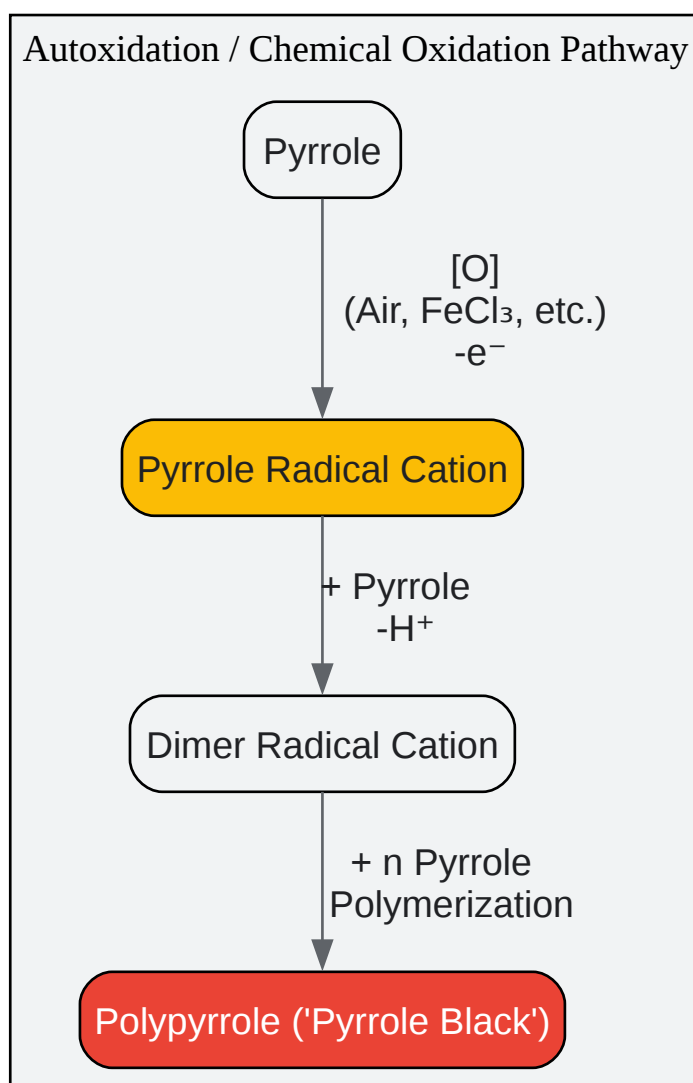 Autoxidation / Chemical Oxidation Pathway
Pyrrole
[O]
(Air, FeCl₃, etc.)
-e⁻
Pyrrole Radical Cation
+ Pyrrole
-H⁺
Dimer Radical Cation
+ n Pyrrole
Polymerization
Polypyrrole ('Pyrrole Black')